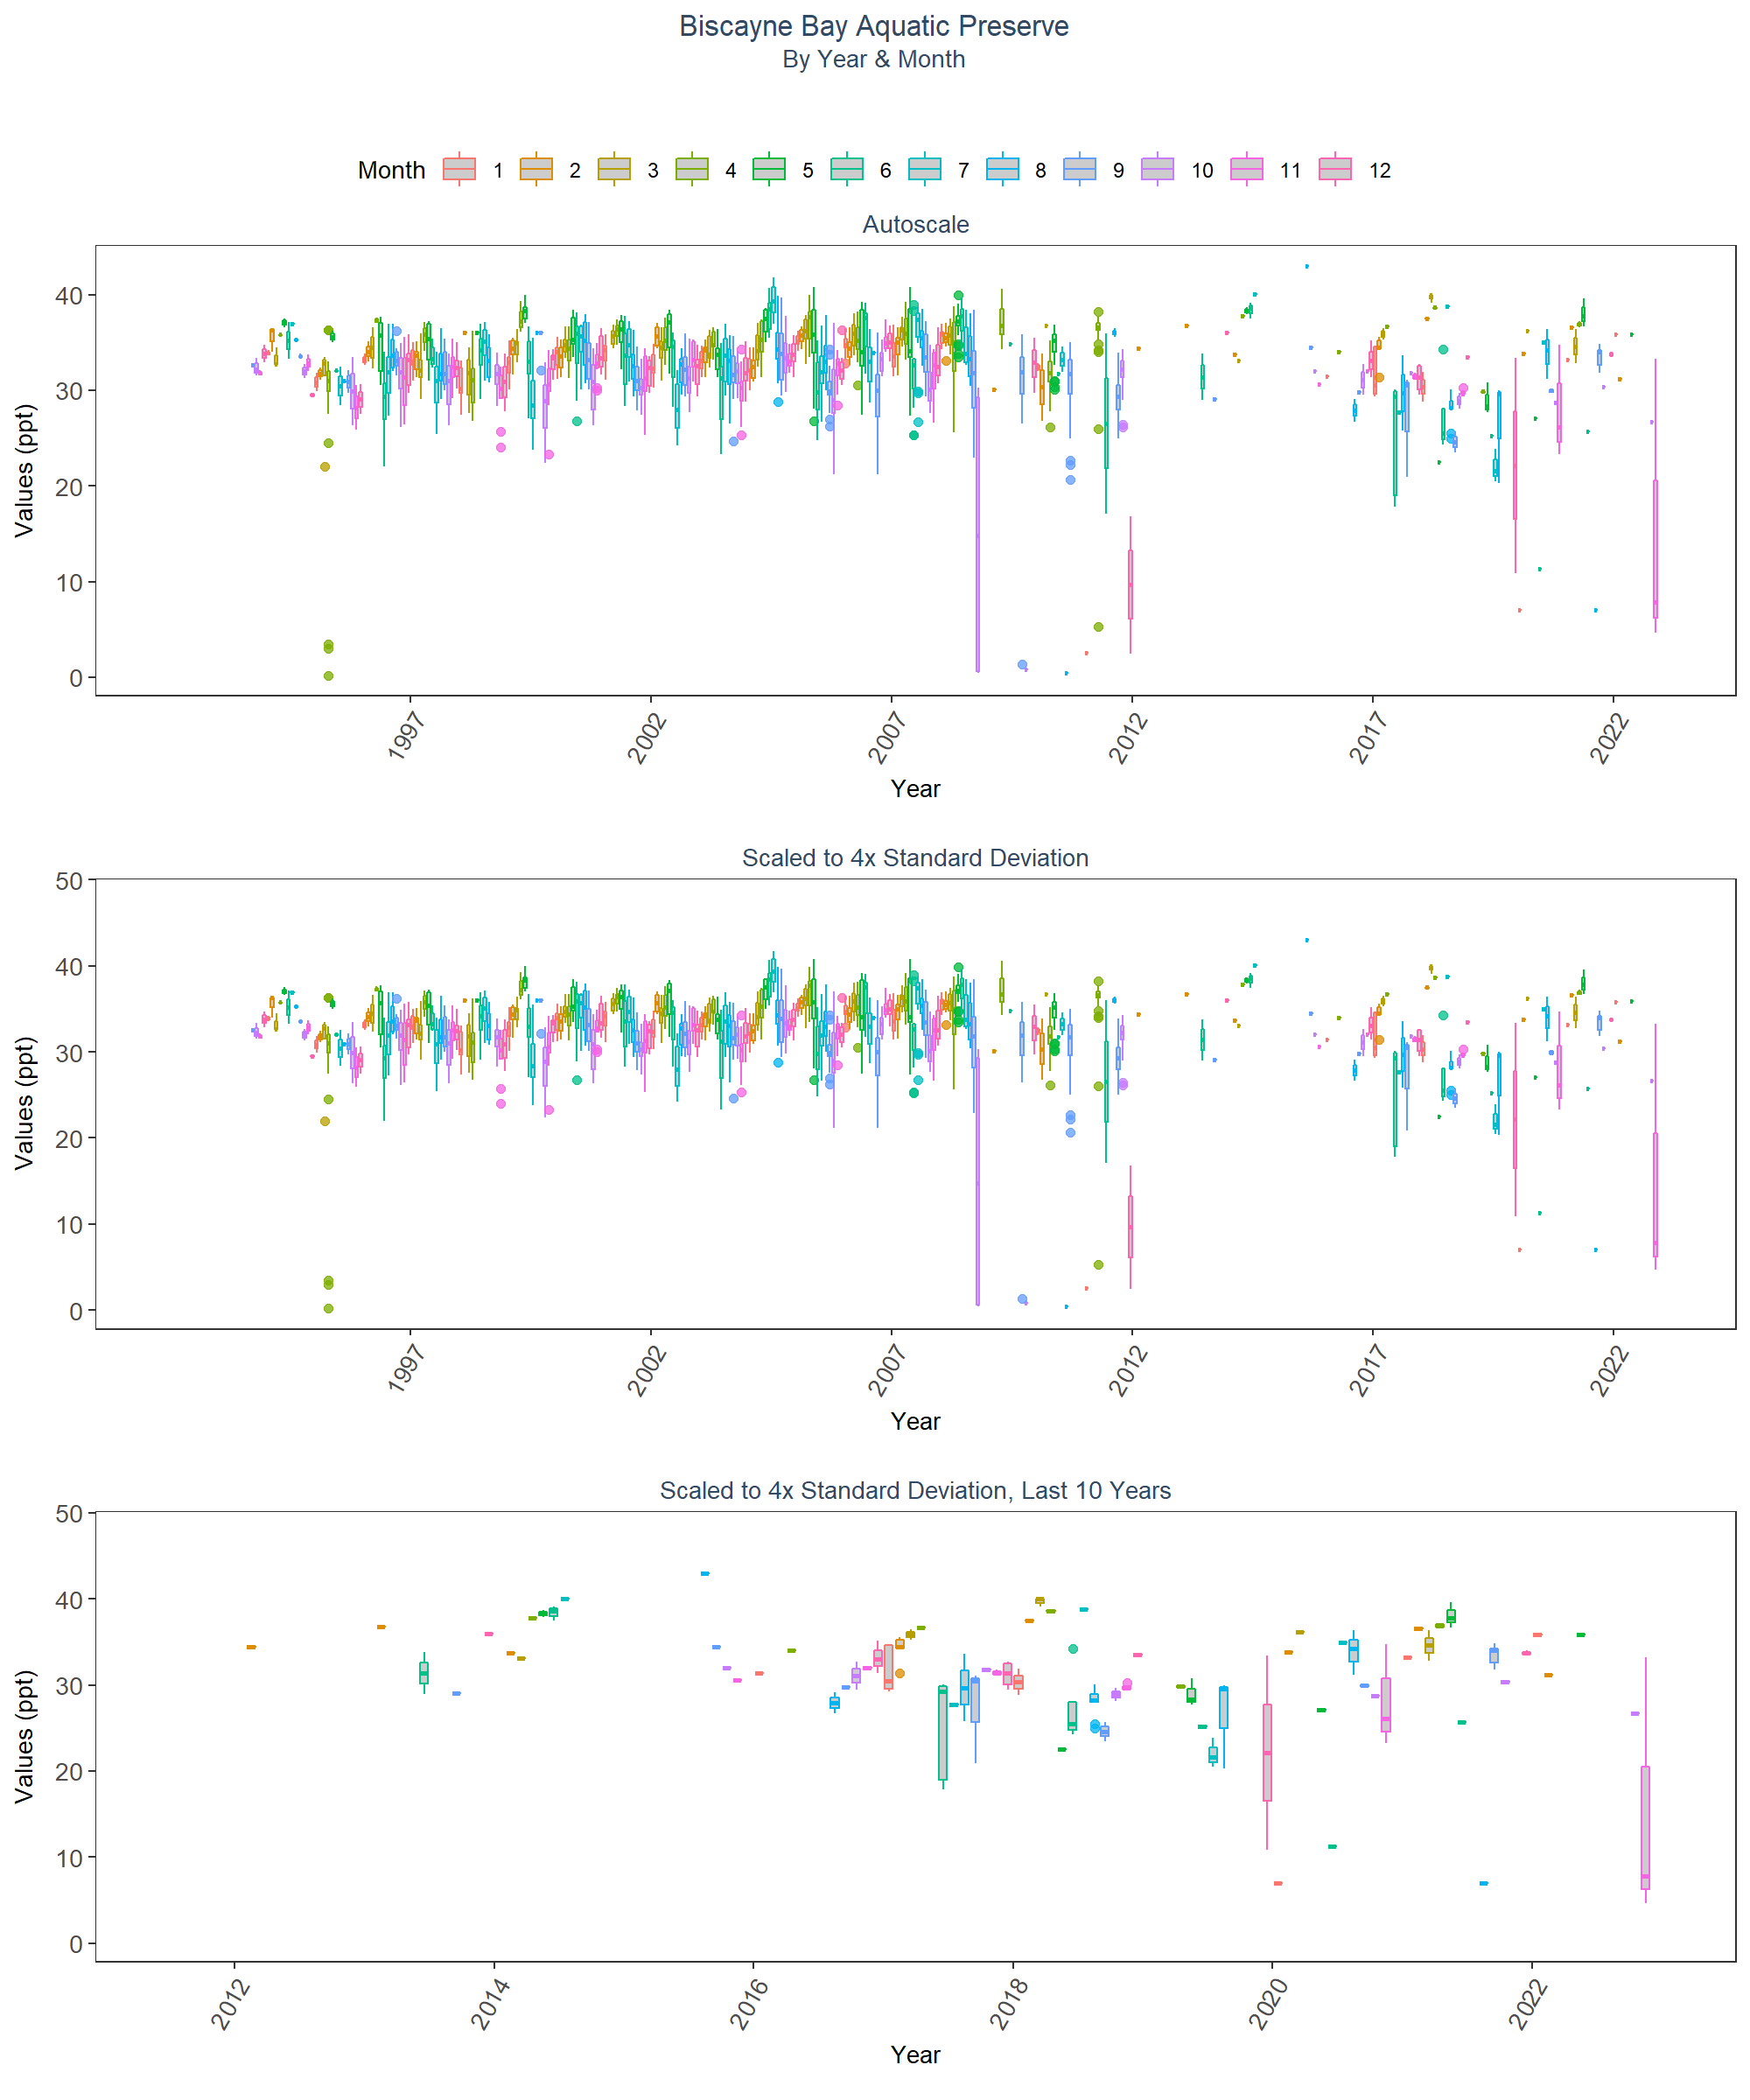 Biscayne Bay Aquatic Preserve
By Year & Month
Month 1 2 3 4 5 6 7 8 9 10 11 12
Autoscale
40
30
20
10
0
Values (ppt)
1997 2002 2007 2012 2017 2022
Year
Scaled to 4x Standard Deviation
50
40
30
20
10
0
Values (ppt)
1997 2002 2007 2012 2017 2022
Year
Scaled to 4x Standard Deviation, Last 10 Years
50
40
30
20
10
0
Values (ppt)
2012 2014 2016 2018 2020 2022
Year